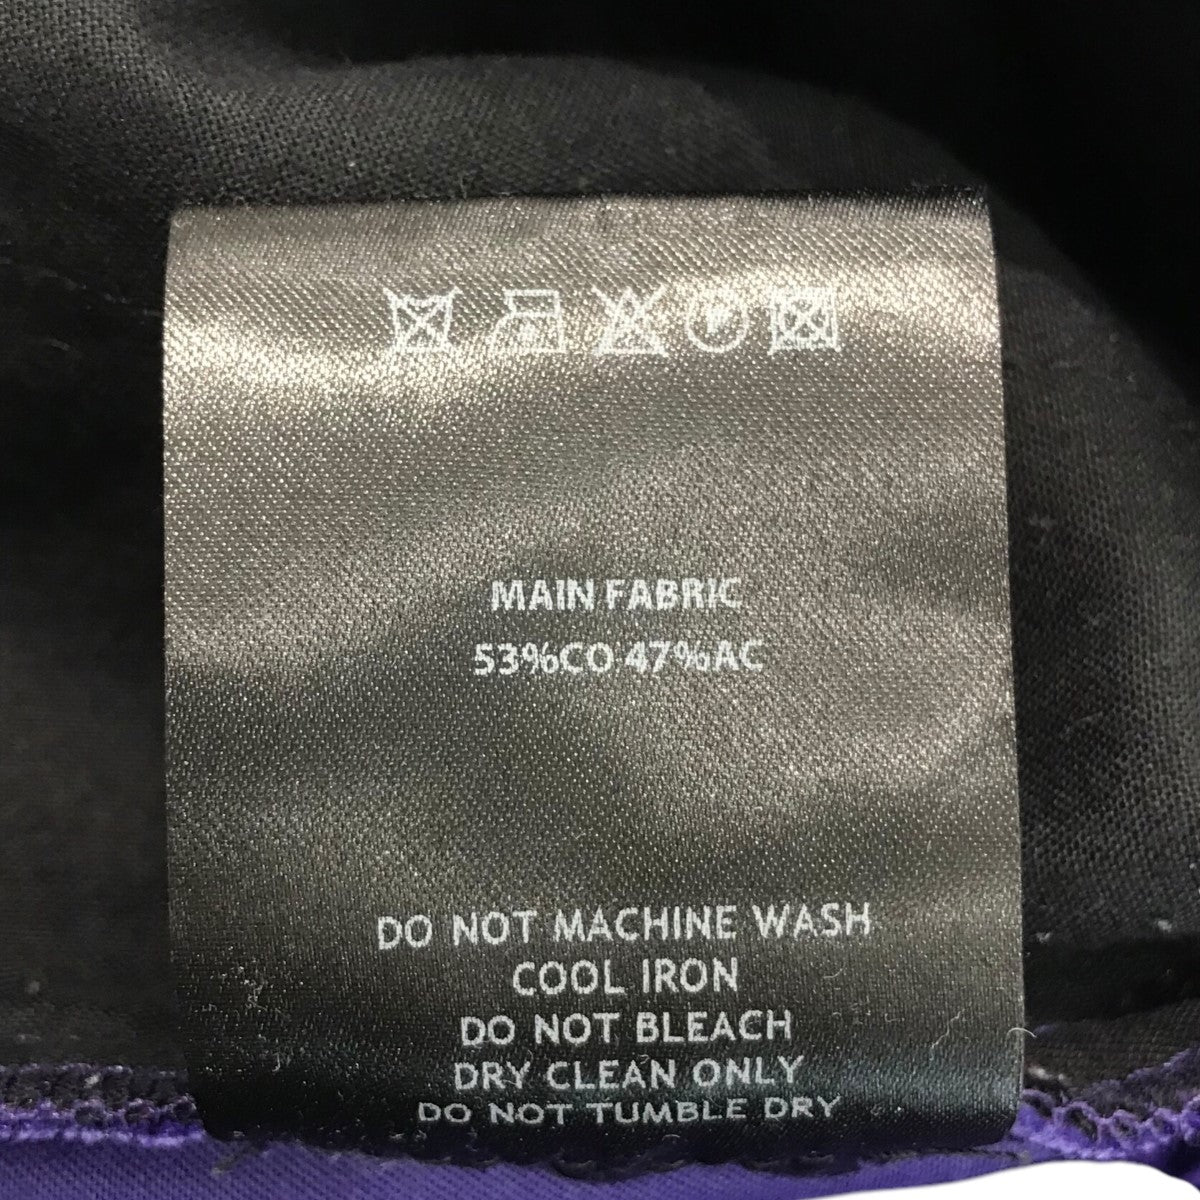 P
MAIN FABRIC
53%CO 47%AC
DO NOT MACHINE WASH
COOL IRON
DO NOT BLEACH
DRY CLEAN ONLY
DO NOT TUMBLE DRY